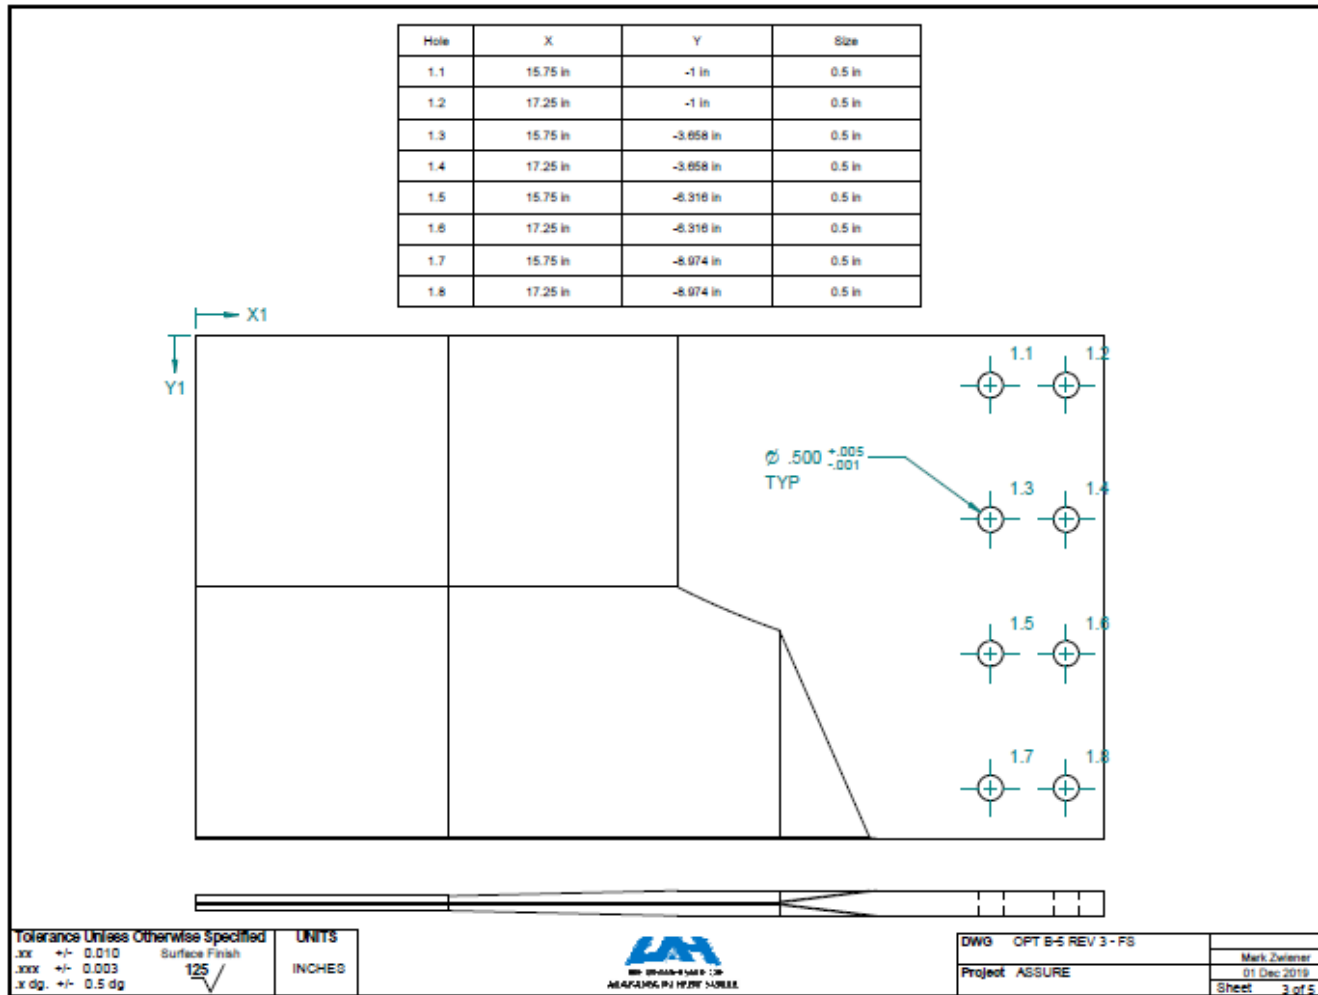 Hole X Y Size
1.1 15.75 in -1 in 0.5 in
1.2 17.25 in -1 in 0.5 in
1.3 15.75 in -3.658 in 0.5 in
1.4 17.25 in -3.658 in 0.5 in
1.5 15.75 in -6.316 in 0.5 in
1.6 17.25 in -6.316 in 0.5 in
1.7 15.75 in -8.974 in 0.5 in
1.8 17.25 in -8.974 in 0.5 in
X1
Y1
1.1 1.2
Ø .500 +.005 -.001
TYP
1.3 1.4
1.5 1.6
1.7 1.8
Tolerance Unless Otherwise Specified
.xx +/- 0.010 Surface Finish
.xxx +/- 0.003 125
.x dg. +/- 0.5 dg
UNITS
INCHES
UAH
DWG OPT B-5 REV 3 - FS
Project ASSURE
Mark Zwiener
01 Dec 2019
Sheet 3 of 5